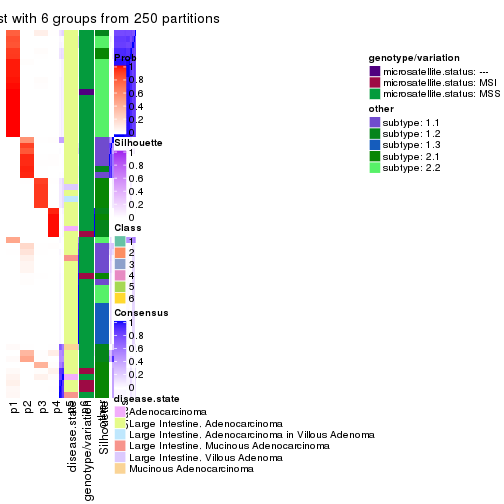 st with 6 groups from 250 partitions
Prob
1
0.8
0.6
0.4
0.2
0
Silhouette
1
0.8
0.6
0.4
0.2
0
Class
1
2
3
4
5
6
Consensus
1
0.8
0.6
0.4
0.2
0
disease.state
Adenocarcinoma
Large Intestine. Adenocarcinoma
Large Intestine. Adenocarcinoma in Villous Adenoma
Large Intestine. Mucinous Adenocarcinoma
Large Intestine. Villous Adenoma
Mucinous Adenocarcinoma
genotype/variation
microsatellite.status: ---
microsatellite.status: MSI
microsatellite.status: MSS
other
subtype: 1.1
subtype: 1.2
subtype: 1.3
subtype: 2.1
subtype: 2.2
p1
p2
p3
p4
disease.state
genotype/variation
Silhouette